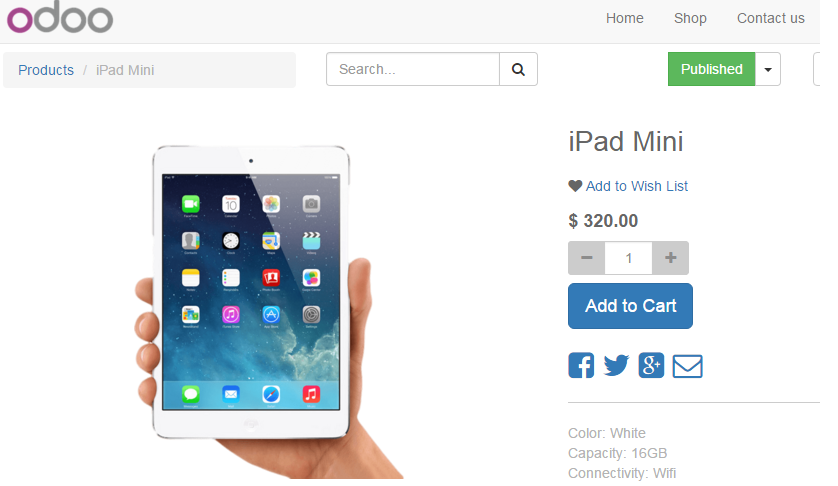 odoo
Home Shop Contact us
Products / iPad Mini
Search...
Published
iPad Mini
Add to Wish List
$ 320.00
1
Add to Cart
Color: White
Capacity: 16GB
Connectivity: Wifi